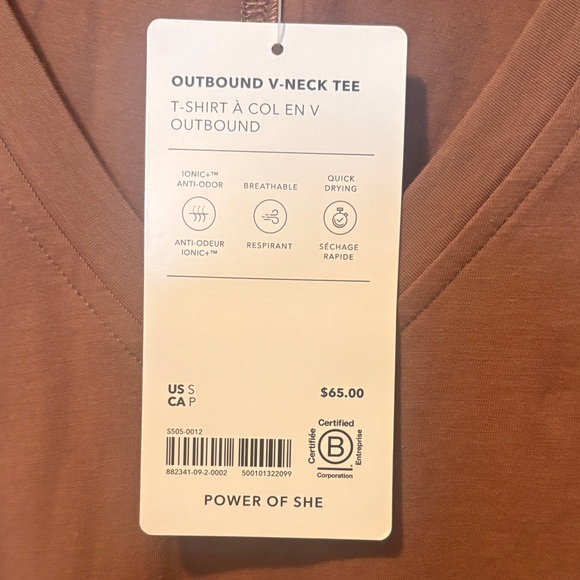 OUTBOUND V-NECK TEE
T-SHIRT À COL EN V
OUTBOUND
IONIC+™
ANTI-ODOR
ANTI-ODEUR
IONIC+™
BREATHABLE
RESPIRANT
QUICK
DRYING
SÉCHAGE
RAPIDE
US S
CA P
$65.00
S505-0012
882341-09-2-0002 500101322099
Certified
Certifiée
B
Entreprise
Corporation
POWER OF SHE